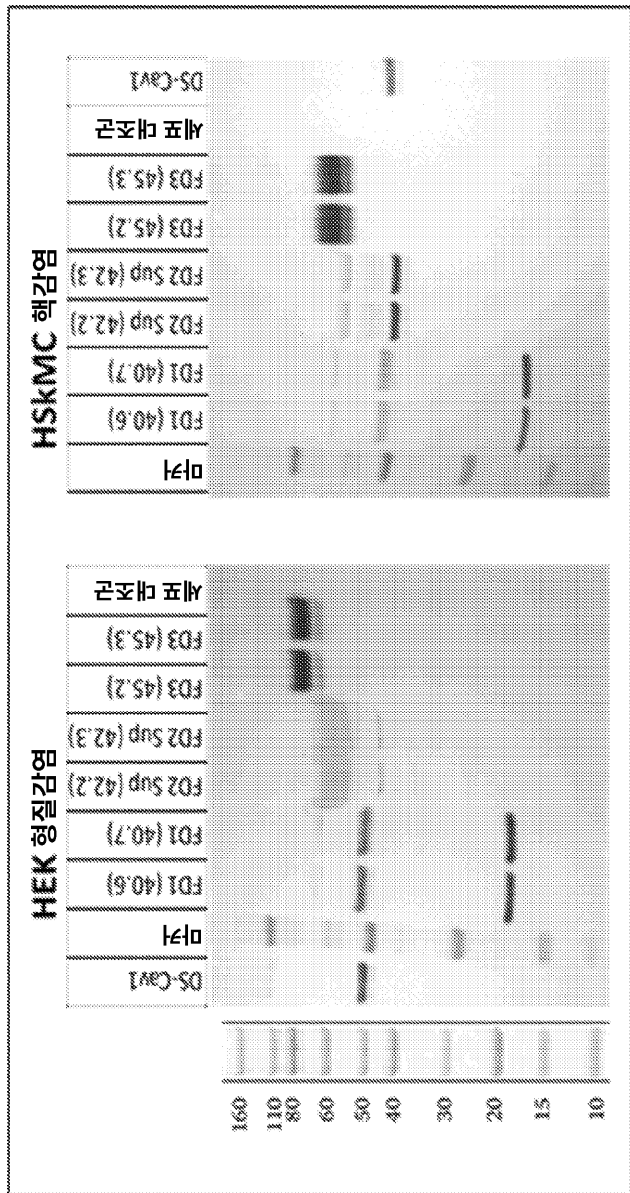 HEK 형질감염
DS-Cav1
마커
FD1 (40.6)
FD1 (40.7)
FD2 Sup (42.2)
FD2 Sup (42.3)
FD3 (45.2)
FD3 (45.3)
세포 대조군
160
110
80
60
50
40
30
20
15
10
HSkMC 핵감염
마커
FD1 (40.6)
FD1 (40.7)
FD2 Sup (42.2)
FD2 Sup (42.3)
FD3 (45.2)
FD3 (45.3)
세포 대조군
DS-Cav1